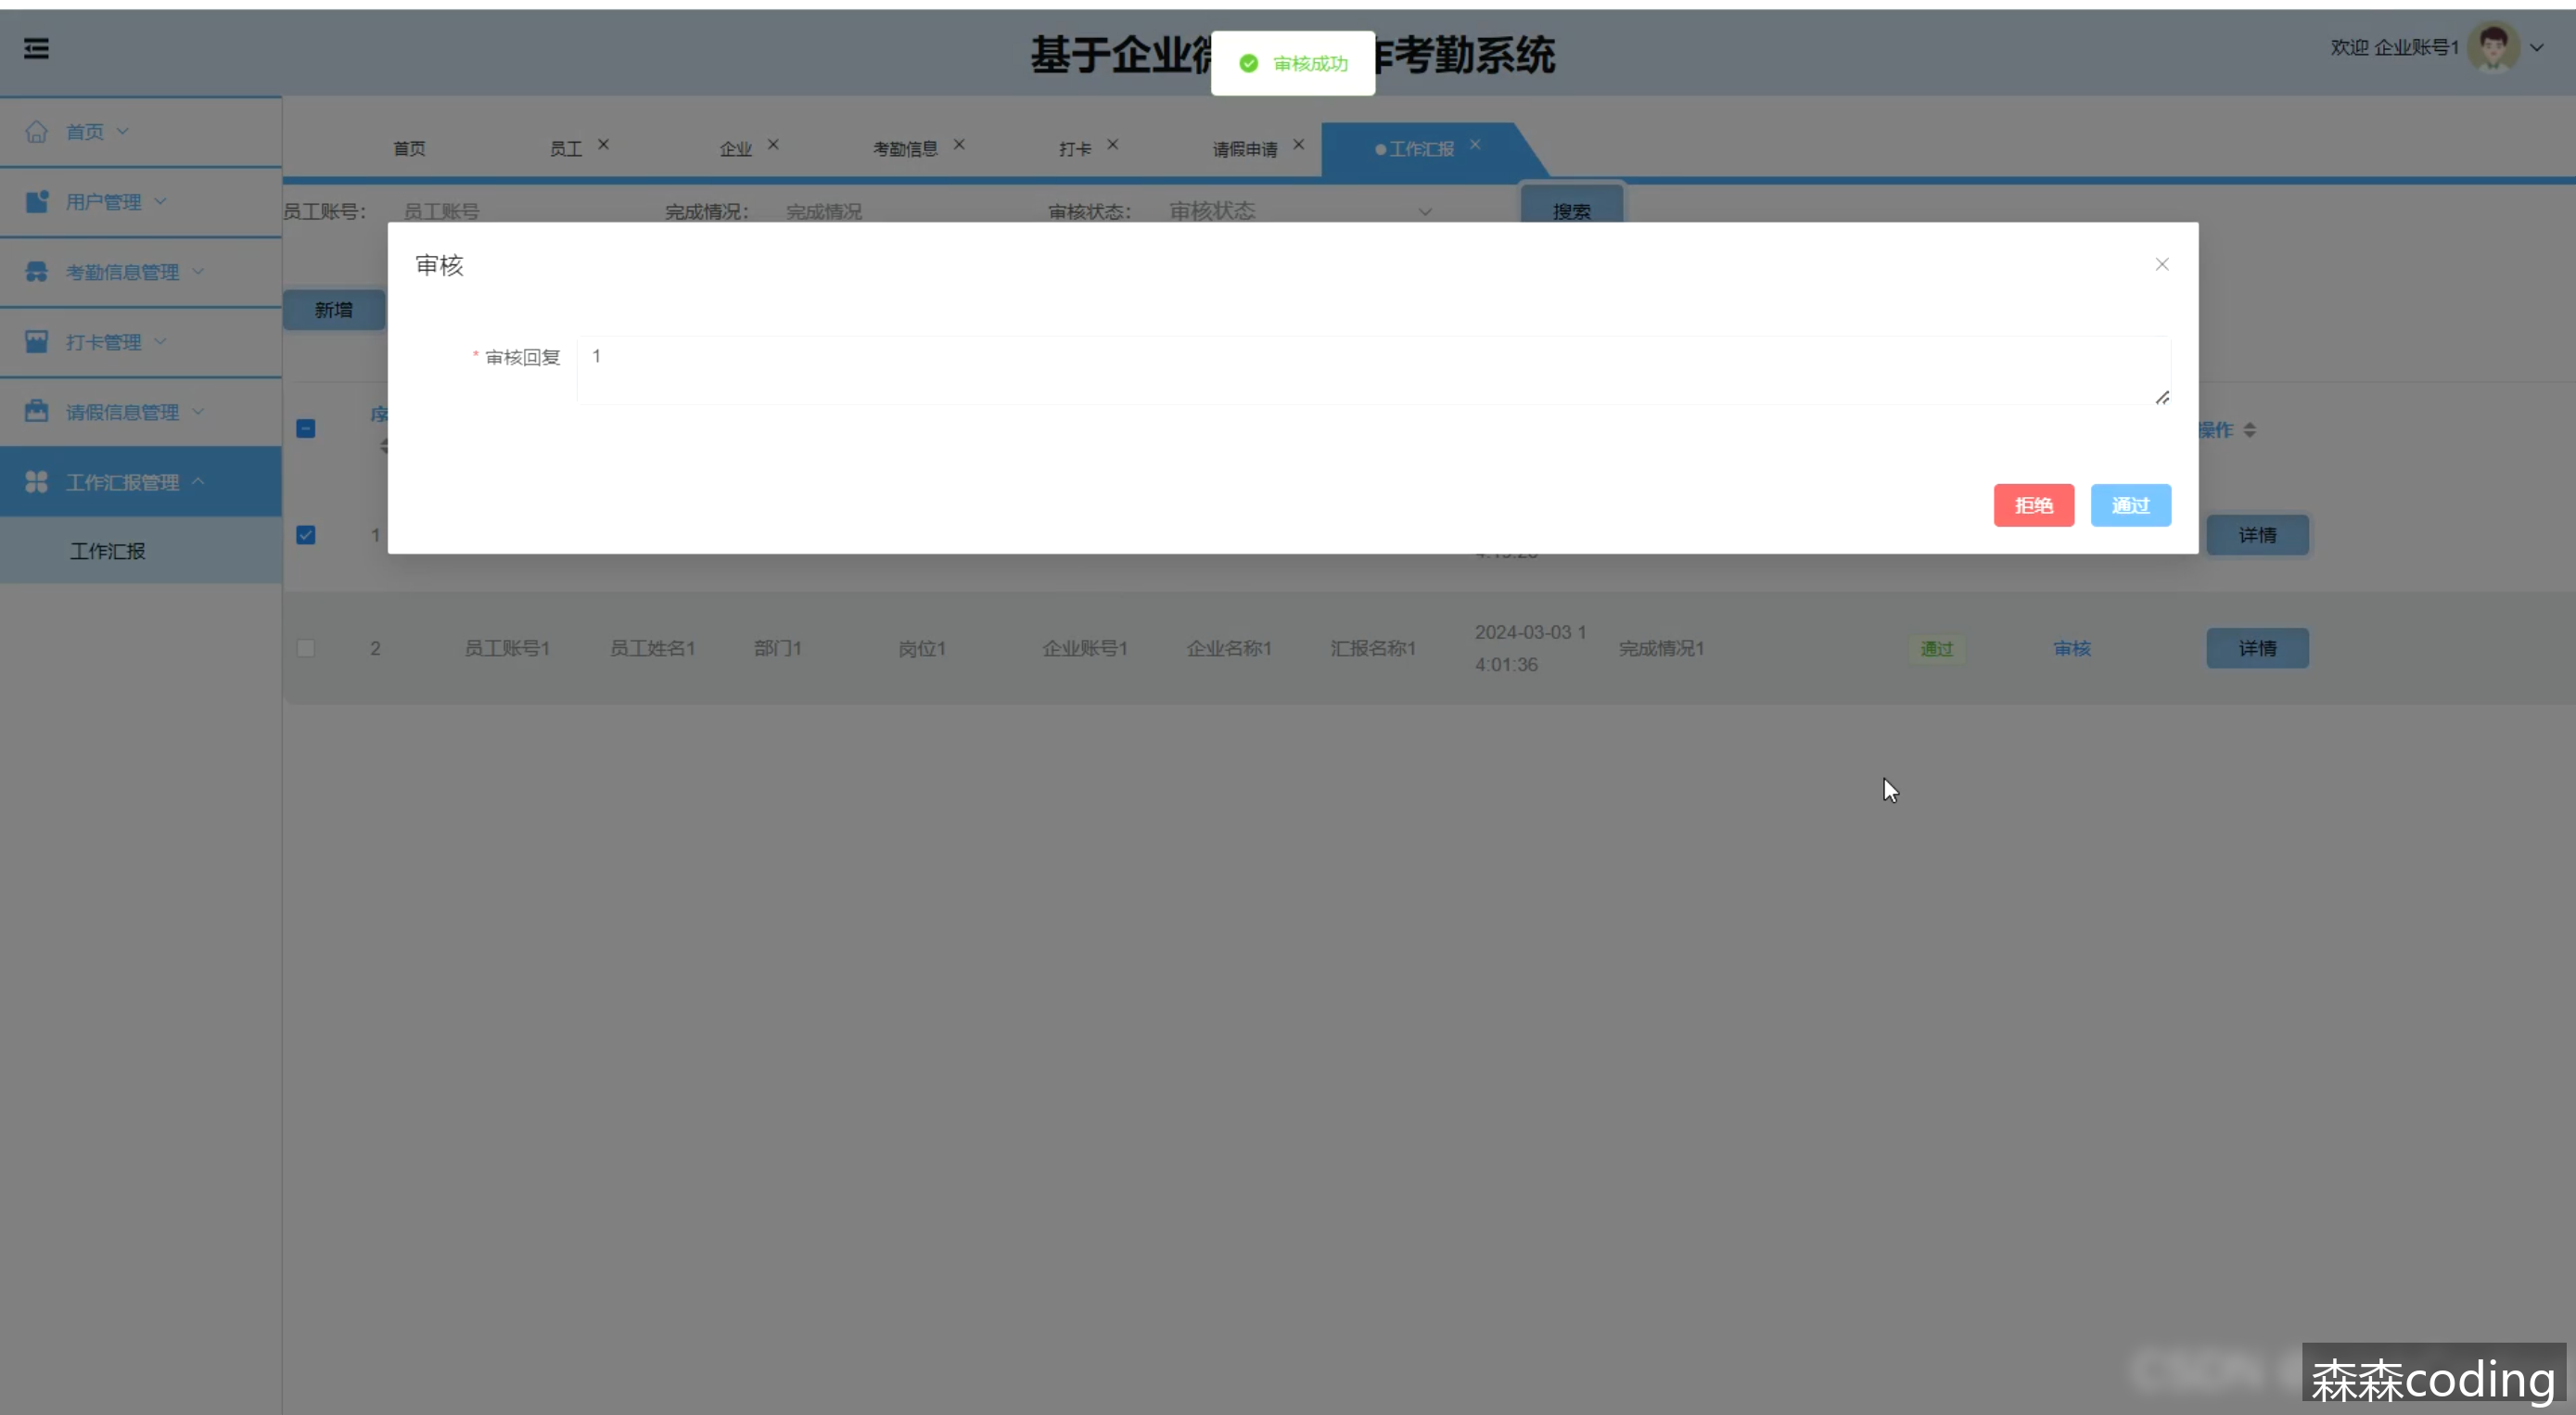 基于企业微
作考勤系统
审核成功
欢迎 企业账号1
首页
用户管理
考勤信息管理
打卡管理
请假信息管理
工作汇报管理
工作汇报
首页 员工 企业 考勤信息 打卡 请假申请 工作汇报
员工账号: 员工账号 完成情况: 完成情况 审核状态: 审核状态 搜索
新增
审核
* 审核回复 1
拒绝 通过
操作
1 详情
2 员工账号1 员工姓名1 部门1 岗位1 企业账号1 企业名称1 汇报名称1 2024-03-03 1 完成情况1 通过 审核 详情
4:01:36
森森coding